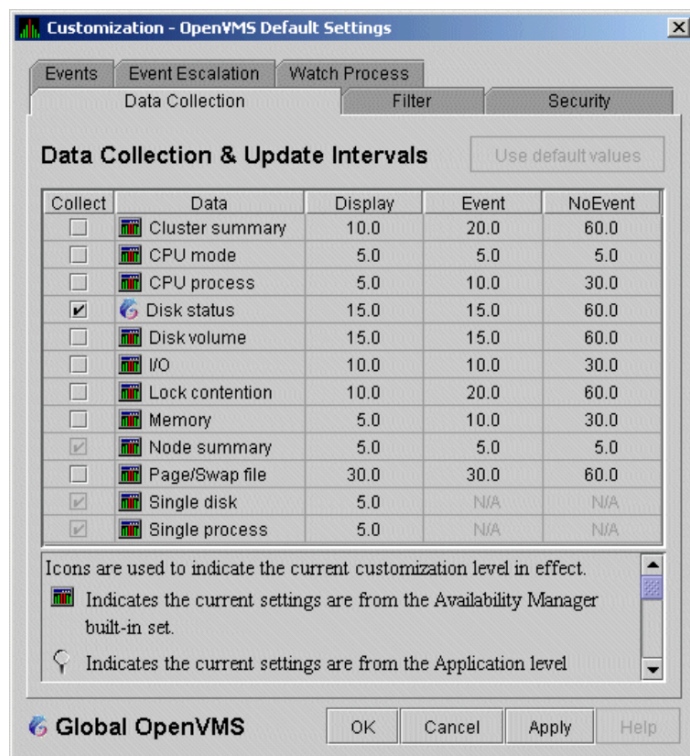 Customization - OpenVMS Default Settings
Events Event Escalation Watch Process
Data Collection Filter Security
Data Collection & Update Intervals Use default values
Collect Data Display Event NoEvent
Cluster summary 10.0 20.0 60.0
CPU mode 5.0 5.0 5.0
CPU process 5.0 10.0 30.0
Disk status 15.0 15.0 60.0
Disk volume 15.0 15.0 60.0
I/O 10.0 10.0 30.0
Lock contention 10.0 20.0 60.0
Memory 5.0 10.0 30.0
Node summary 5.0 5.0 5.0
Page/Swap file 30.0 30.0 60.0
Single disk 5.0 N/A N/A
Single process 5.0 N/A N/A
Icons are used to indicate the current customization level in effect.
Indicates the current settings are from the Availability Manager
built-in set.
Indicates the current settings are from the Application level
Global OpenVMS OK Cancel Apply Help